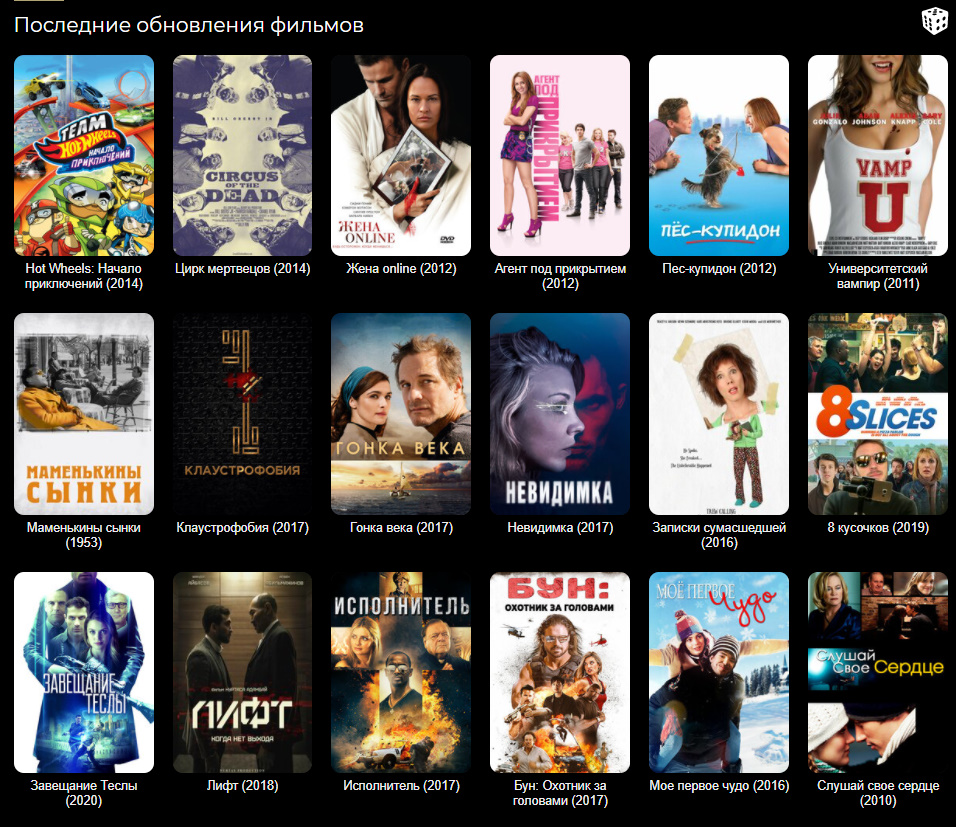 Последние обновления фильмов
TEAM
HOT WHEELS
НАЧАЛО
ПРИКЛЮЧЕНИЙ
BILL OBERST JR
CIRCUS
OF THE
DEAD
ЖЕНА
ONLINE
DVD
АГЕНТ
ПОД
ПРИКРЫТИЕМ
ПЁС-КУПИДОН
GONZALO JOHNSON KNAPP COLE
VAMP
U
Hot Wheels: Начало
приключений (2014)
Цирк мертвецов (2014)
Жена online (2012)
Агент под прикрытием
(2012)
Пес-купидон (2012)
Университетский
вампир (2011)
МАМЕНЬКИНЫ
СЫНКИ
КЛАУСТРОФОБИЯ
ГОНКА ВЕКА
НЕВИДИМКА
8 SLICES
Маменькины сынки
(1953)
Клаустрофобия (2017)
Гонка века (2017)
Невидимка (2017)
Записки сумасшедшей
(2016)
8 кусочков (2019)
ЗАВЕЩАНИЕ
ТЕСЛЫ
ЛИФТ
КОГДА НЕТ ВЫХОДА
ИСПОЛНИТЕЛЬ
БУН:
ОХОТНИК ЗА ГОЛОВАМИ
МОЁ ПЕРВОЕ
Чудо
Слушай
Свое Сердце
Завещание Теслы
(2020)
Лифт (2018)
Исполнитель (2017)
Бун: Охотник за
головами (2017)
Мое первое чудо (2016)
Слушай свое сердце
(2010)